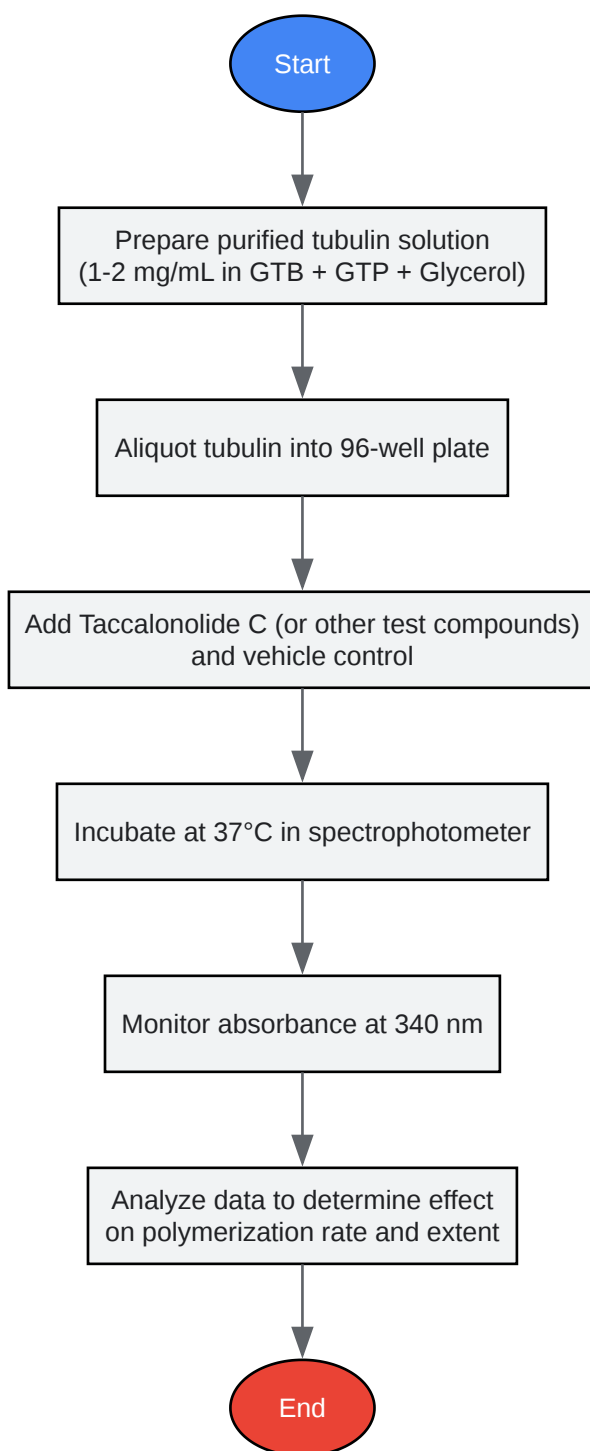 Start
Prepare purified tubulin solution
(1-2 mg/mL in GTB + GTP + Glycerol)
Aliquot tubulin into 96-well plate
Add Taccalonolide C (or other test compounds)
and vehicle control
Incubate at 37°C in spectrophotometer
Monitor absorbance at 340 nm
Analyze data to determine effect
on polymerization rate and extent
End